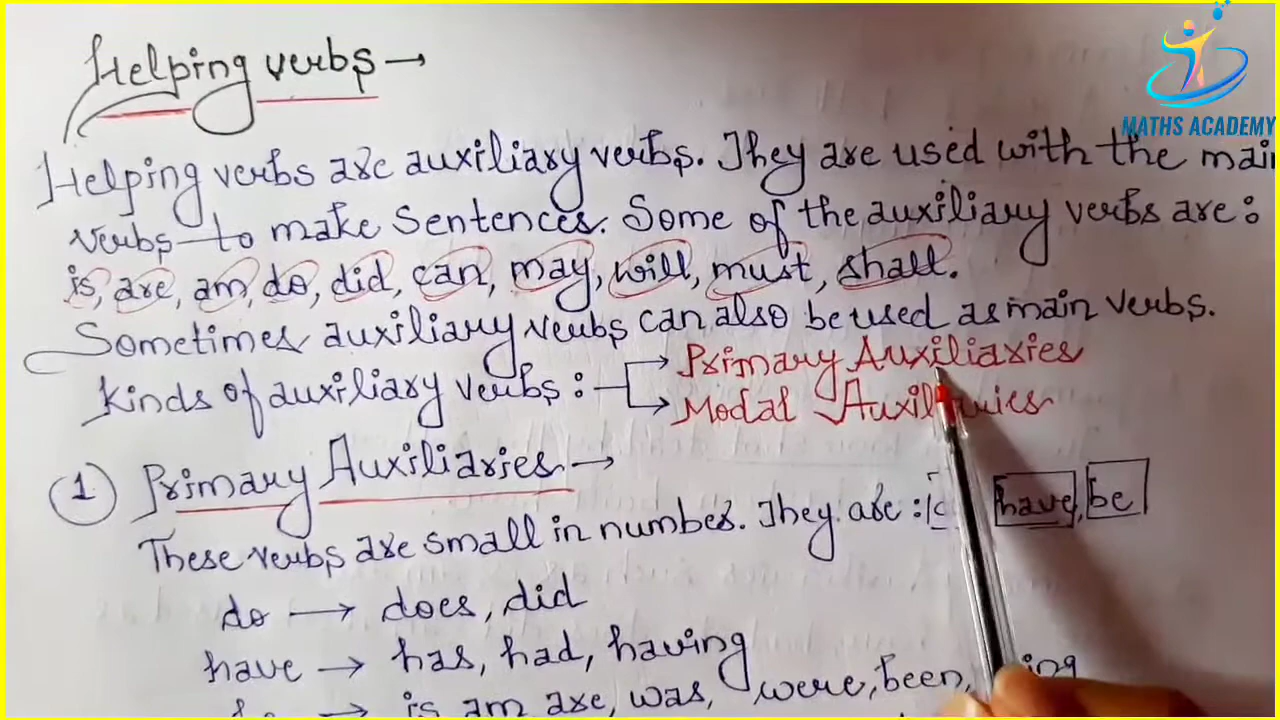 Helping verbs →
MATHS ACADEMY
Helping verbs are auxiliary verbs. They are used with the main
verbs to make sentences. Some of the auxiliary verbs are:
is, are, am, do, did, can, may, will, must, shall.
Sometimes auxiliary verbs can also be used as main verbs.
Kinds of auxiliary verbs : → Primary Auxiliaries
→ Modal Auxiliaries
1 Primary Auxiliaries →
These verbs are small in number. They are : have, be
do → does, did
have → has, had, having
→ is am are, was, were, been,